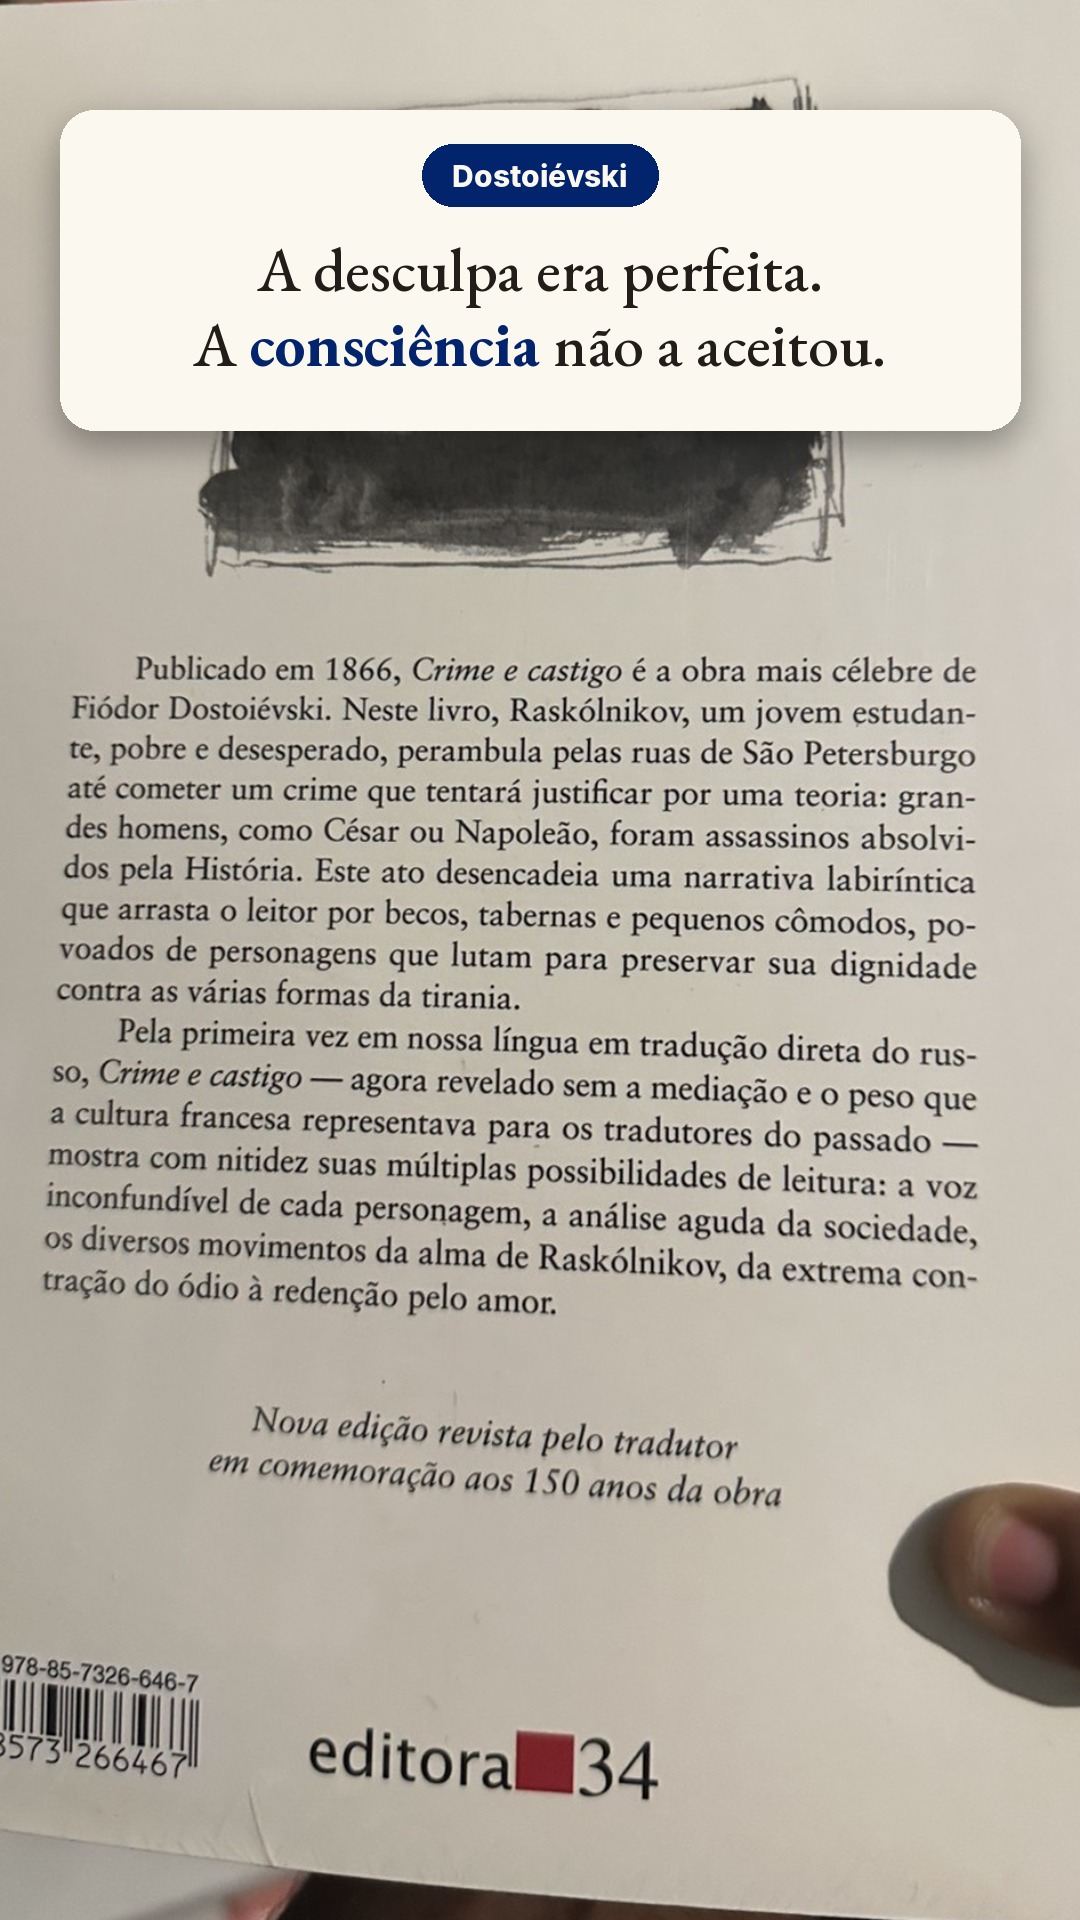 Dostoiévski
A desculpa era perfeita.
A consciência não a aceitou.
Publicado em 1866, Crime e castigo é a obra mais célebre de
Fiódor Dostoiévski. Neste livro, Raskólnikov, um jovem estudan-
te, pobre e desesperado, perambula pelas ruas de São Petersburgo
até cometer um crime que tentará justificar por uma teoria: gran-
des homens, como César ou Napoleão, foram assassinos absolvi-
dos pela História. Este ato desencadeia uma narrativa labiríntica
que arrasta o leitor por becos, tabernas e pequenos cômodos, po-
voados de personagens que lutam para preservar sua dignidade
contra as várias formas da tirania.
Pela primeira vez em nossa língua em tradução direta do rus-
so, Crime e castigo — agora revelado sem a mediação e o peso que
a cultura francesa representava para os tradutores do passado —
mostra com nitidez suas múltiplas possibilidades de leitura: a voz
inconfundível de cada personagem, a análise aguda da sociedade,
os diversos movimentos da alma de Raskólnikov, da extrema con-
tração do ódio à redenção pelo amor.
Nova edição revista pelo tradutor
em comemoração aos 150 anos da obra
978-85-7326-646-7
8573 266467
editora 34